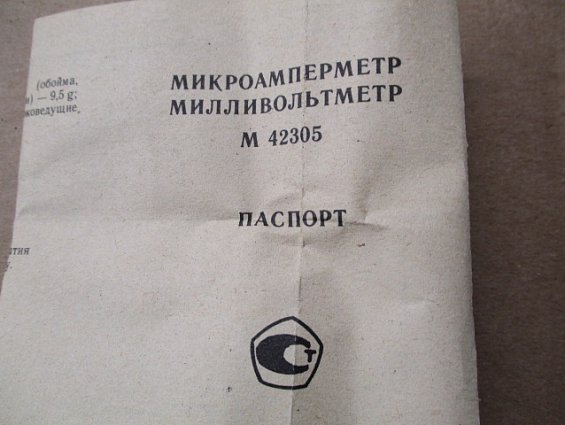 (обойма,
— 9,5 g;
МИКРОАМПЕРМЕТР
МИЛЛИВОЛЬТМЕТР
М 42305
ПАСПОРТ